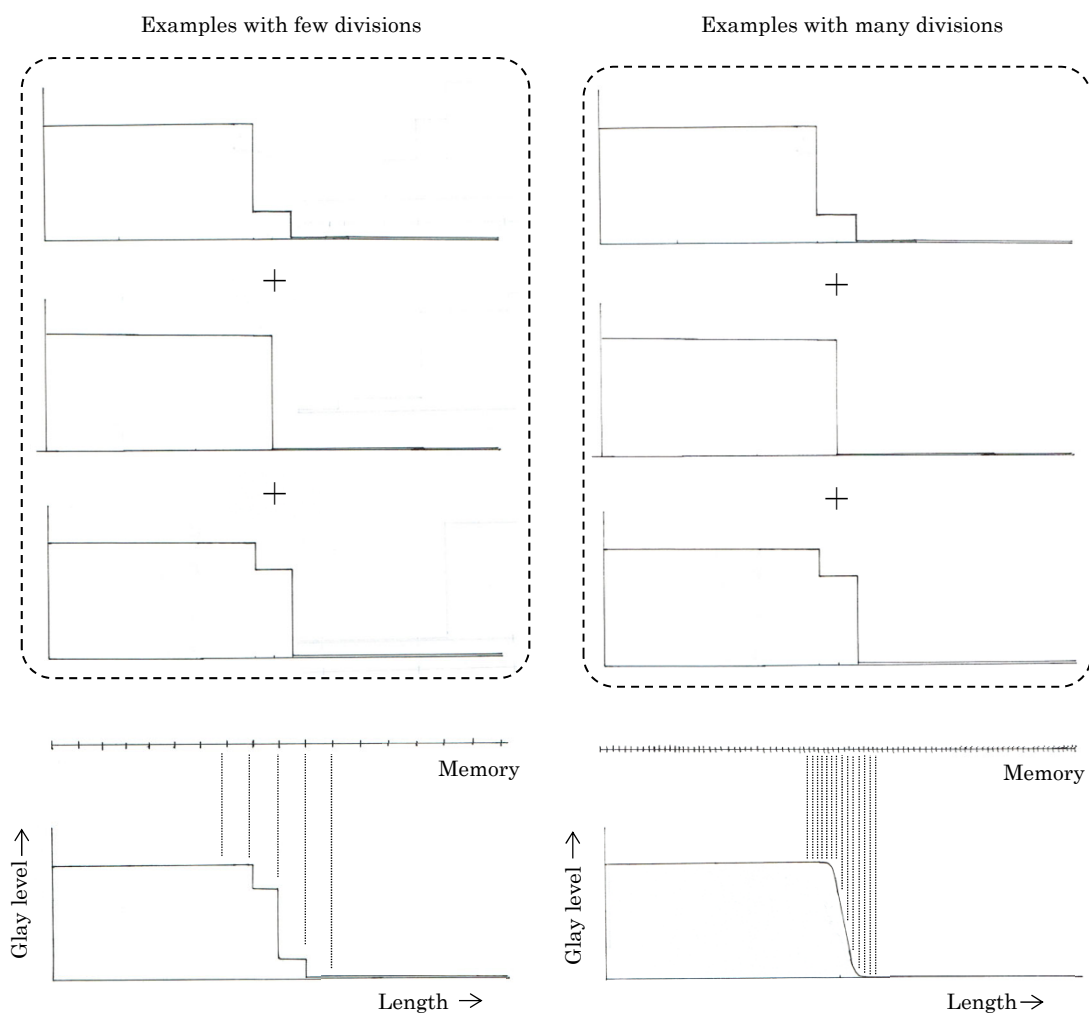 Examples with few divisions
Examples with many divisions
+
+
+
+
Memory
Memory
Glay level →
Glay level →
Length →
Length→